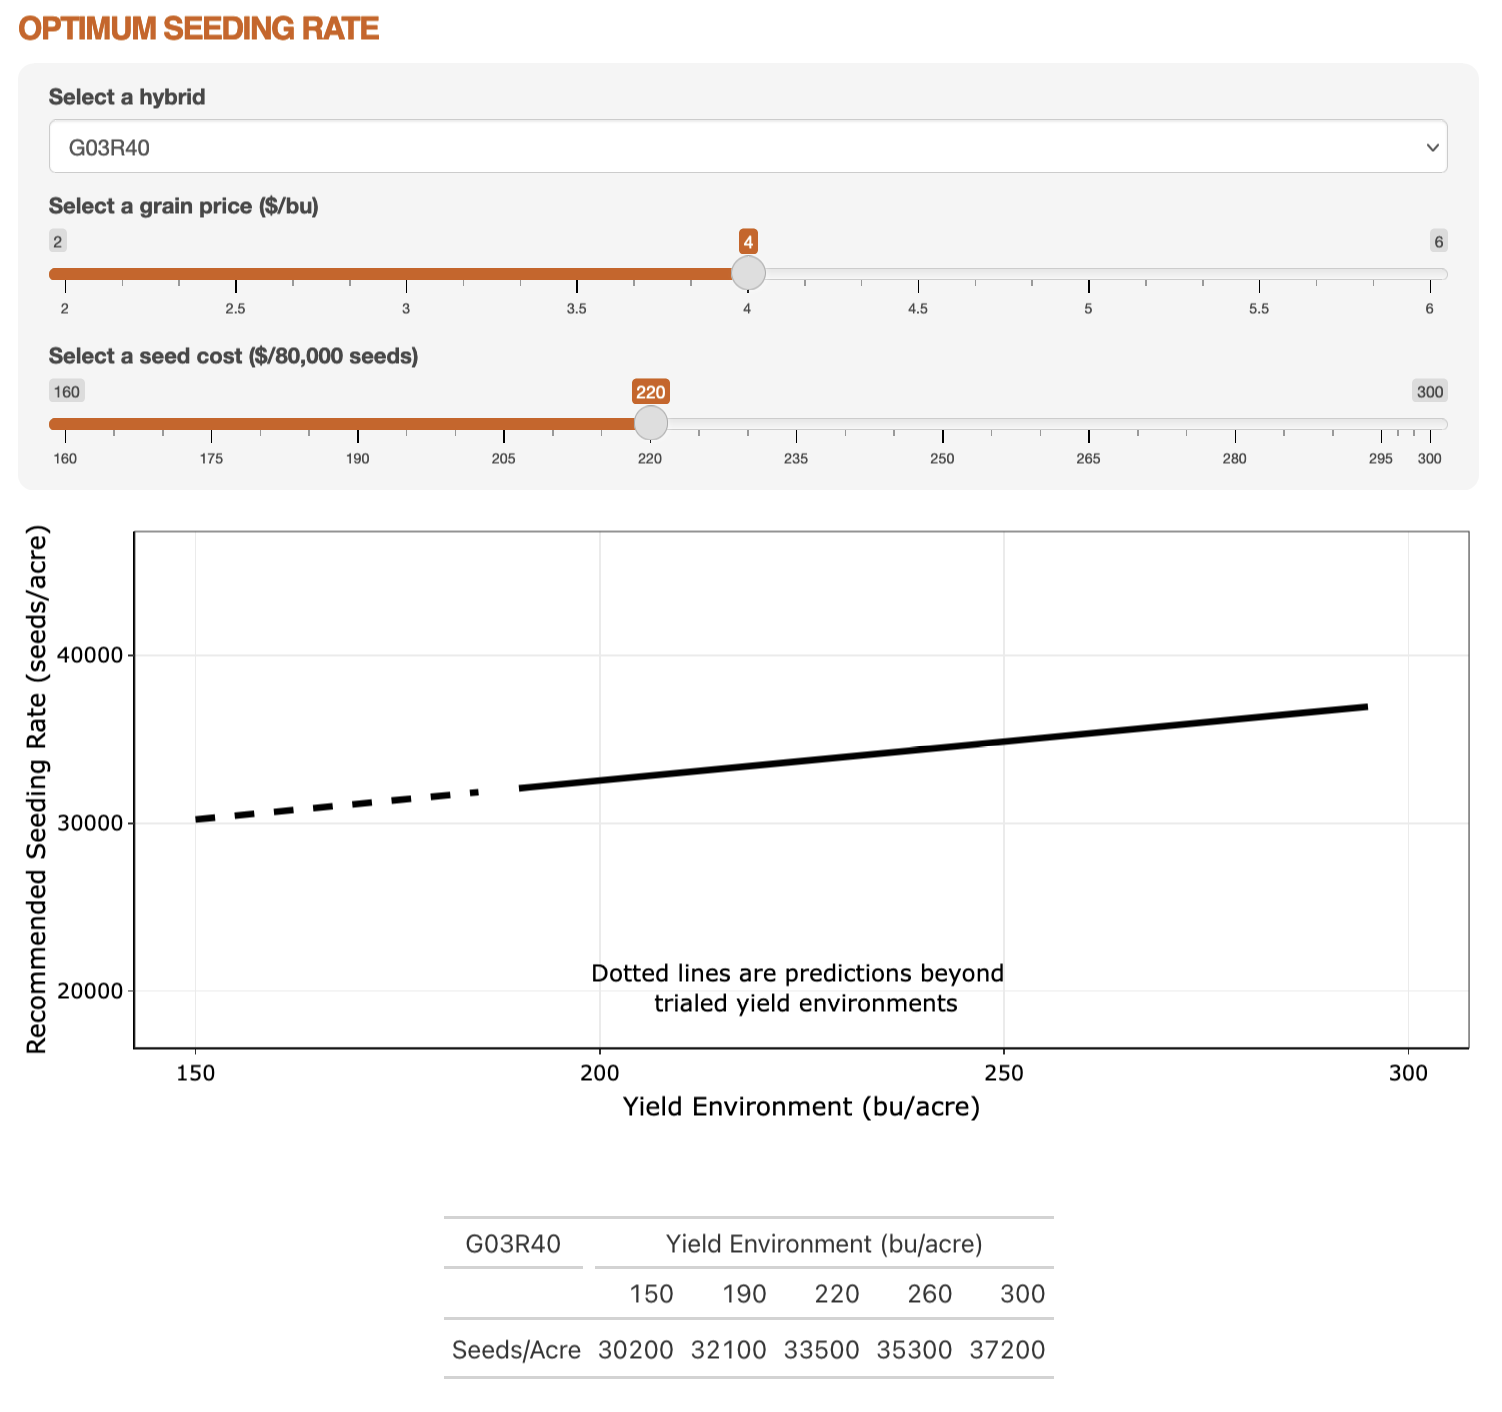 OPTIMUM SEEDING RATE
Select a hybrid
G03R40
Select a grain price ($/bu)
2 4 6
2 2.5 3 3.5 4 4.5 5 5.5 6
Select a seed cost ($/80,000 seeds)
160 220 300
160 175 190 205 220 235 250 265 280 295 300
Recommended Seeding Rate (seeds/acre)
40000
30000
20000
Dotted lines are predictions beyond
trialed yield environments
150 200 250 300
Yield Environment (bu/acre)
G03R40 Yield Environment (bu/acre)
150 190 220 260 300
Seeds/Acre 30200 32100 33500 35300 37200